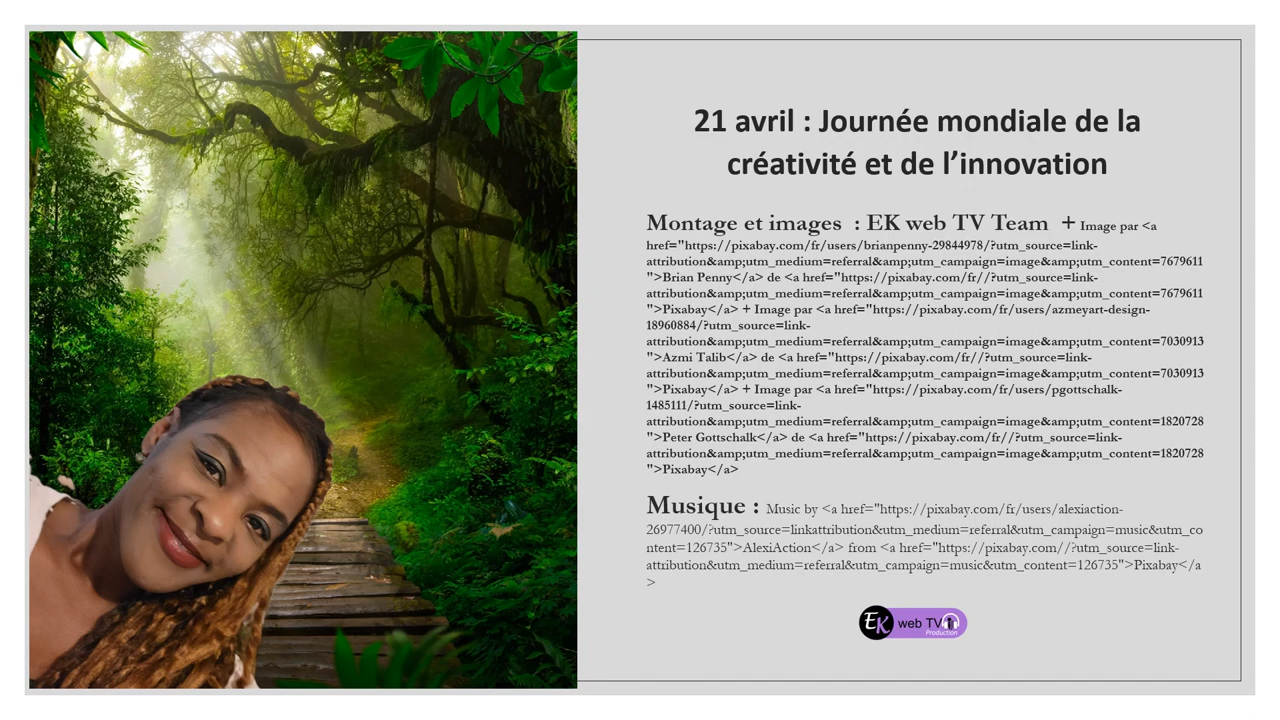 21 avril : Journée mondiale de la
créativité et de l’innovation
Montage et images  : EK web TV Team  + Image par <a
href="https://pixabay.com/fr/users/brianpenny-29844978/?utm_source=link-
attribution&amp;utm_medium=referral&amp;utm_campaign=image&amp;utm_content=7679611
">Brian Penny</a> de <a href="https://pixabay.com/fr//?utm_source=link-
attribution&amp;utm_medium=referral&amp;utm_campaign=image&amp;utm_content=7679611
">Pixabay</a> + Image par <a href="https://pixabay.com/fr/users/azmeyart-design-
18960884/?utm_source=link-
attribution&amp;utm_medium=referral&amp;utm_campaign=image&amp;utm_content=7030913
">Azmi Talib</a> de <a href="https://pixabay.com/fr//?utm_source=link-
attribution&amp;utm_medium=referral&amp;utm_campaign=image&amp;utm_content=7030913
">Pixabay</a> + Image par <a href="https://pixabay.com/fr/users/pgottschalk-
1485111/?utm_source=link-
attribution&amp;utm_medium=referral&amp;utm_campaign=image&amp;utm_content=1820728
">Peter Gottschalk</a> de <a href="https://pixabay.com/fr//?utm_source=link-
attribution&amp;utm_medium=referral&amp;utm_campaign=image&amp;utm_content=1820728
">Pixabay</a>
Musique : Music by <a href="https://pixabay.com/fr/users/alexiaction-
26977400/?utm_source=linkattribution&utm_medium=referral&utm_campaign=music&utm_co
ntent=126735">AlexiAction</a> from <a href="https://pixabay.com//?utm_source=link-
attribution&utm_medium=referral&utm_campaign=music&utm_content=126735">Pixabay</a
>
EK web TV
Production